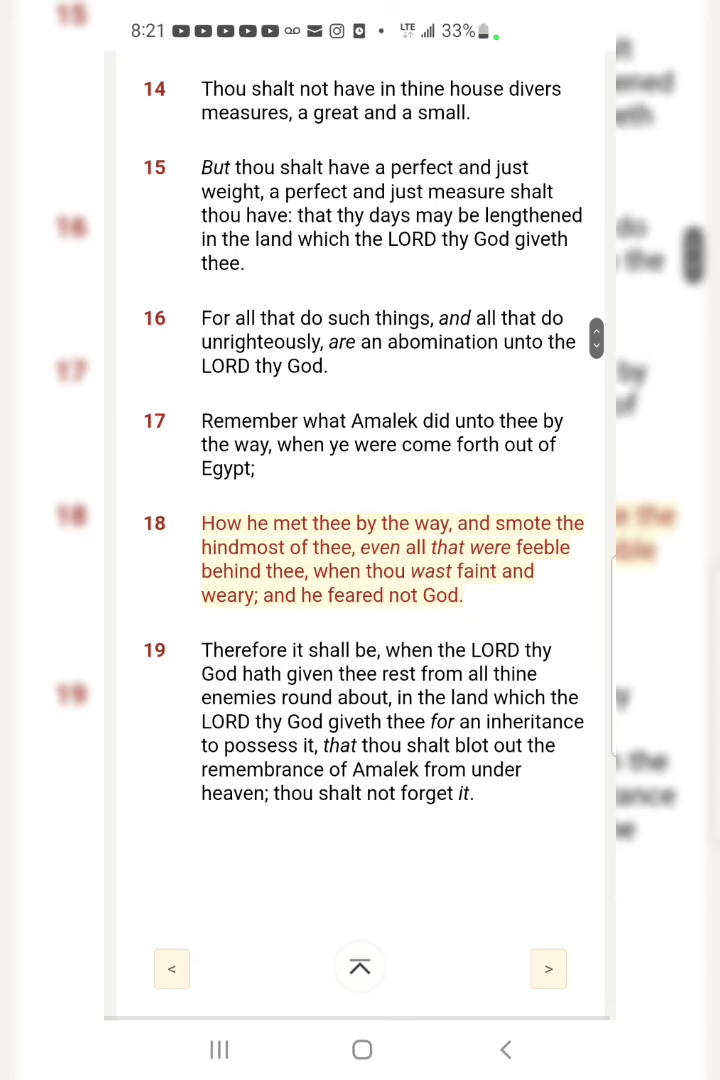 8:21 LTE 33%
14 Thou shalt not have in thine house divers
measures, a great and a small.
15 But thou shalt have a perfect and just
weight, a perfect and just measure shalt
thou have: that thy days may be lengthened
in the land which the LORD thy God giveth
thee.
16 For all that do such things, and all that do
unrighteously, are an abomination unto the
LORD thy God.
17 Remember what Amalek did unto thee by
the way, when ye were come forth out of
Egypt;
18 How he met thee by the way, and smote the
hindmost of thee, even all that were feeble
behind thee, when thou wast faint and
weary; and he feared not God.
19 Therefore it shall be, when the LORD thy
God hath given thee rest from all thine
enemies round about, in the land which the
LORD thy God giveth thee for an inheritance
to possess it, that thou shalt blot out the
remembrance of Amalek from under
heaven; thou shalt not forget it.
< >